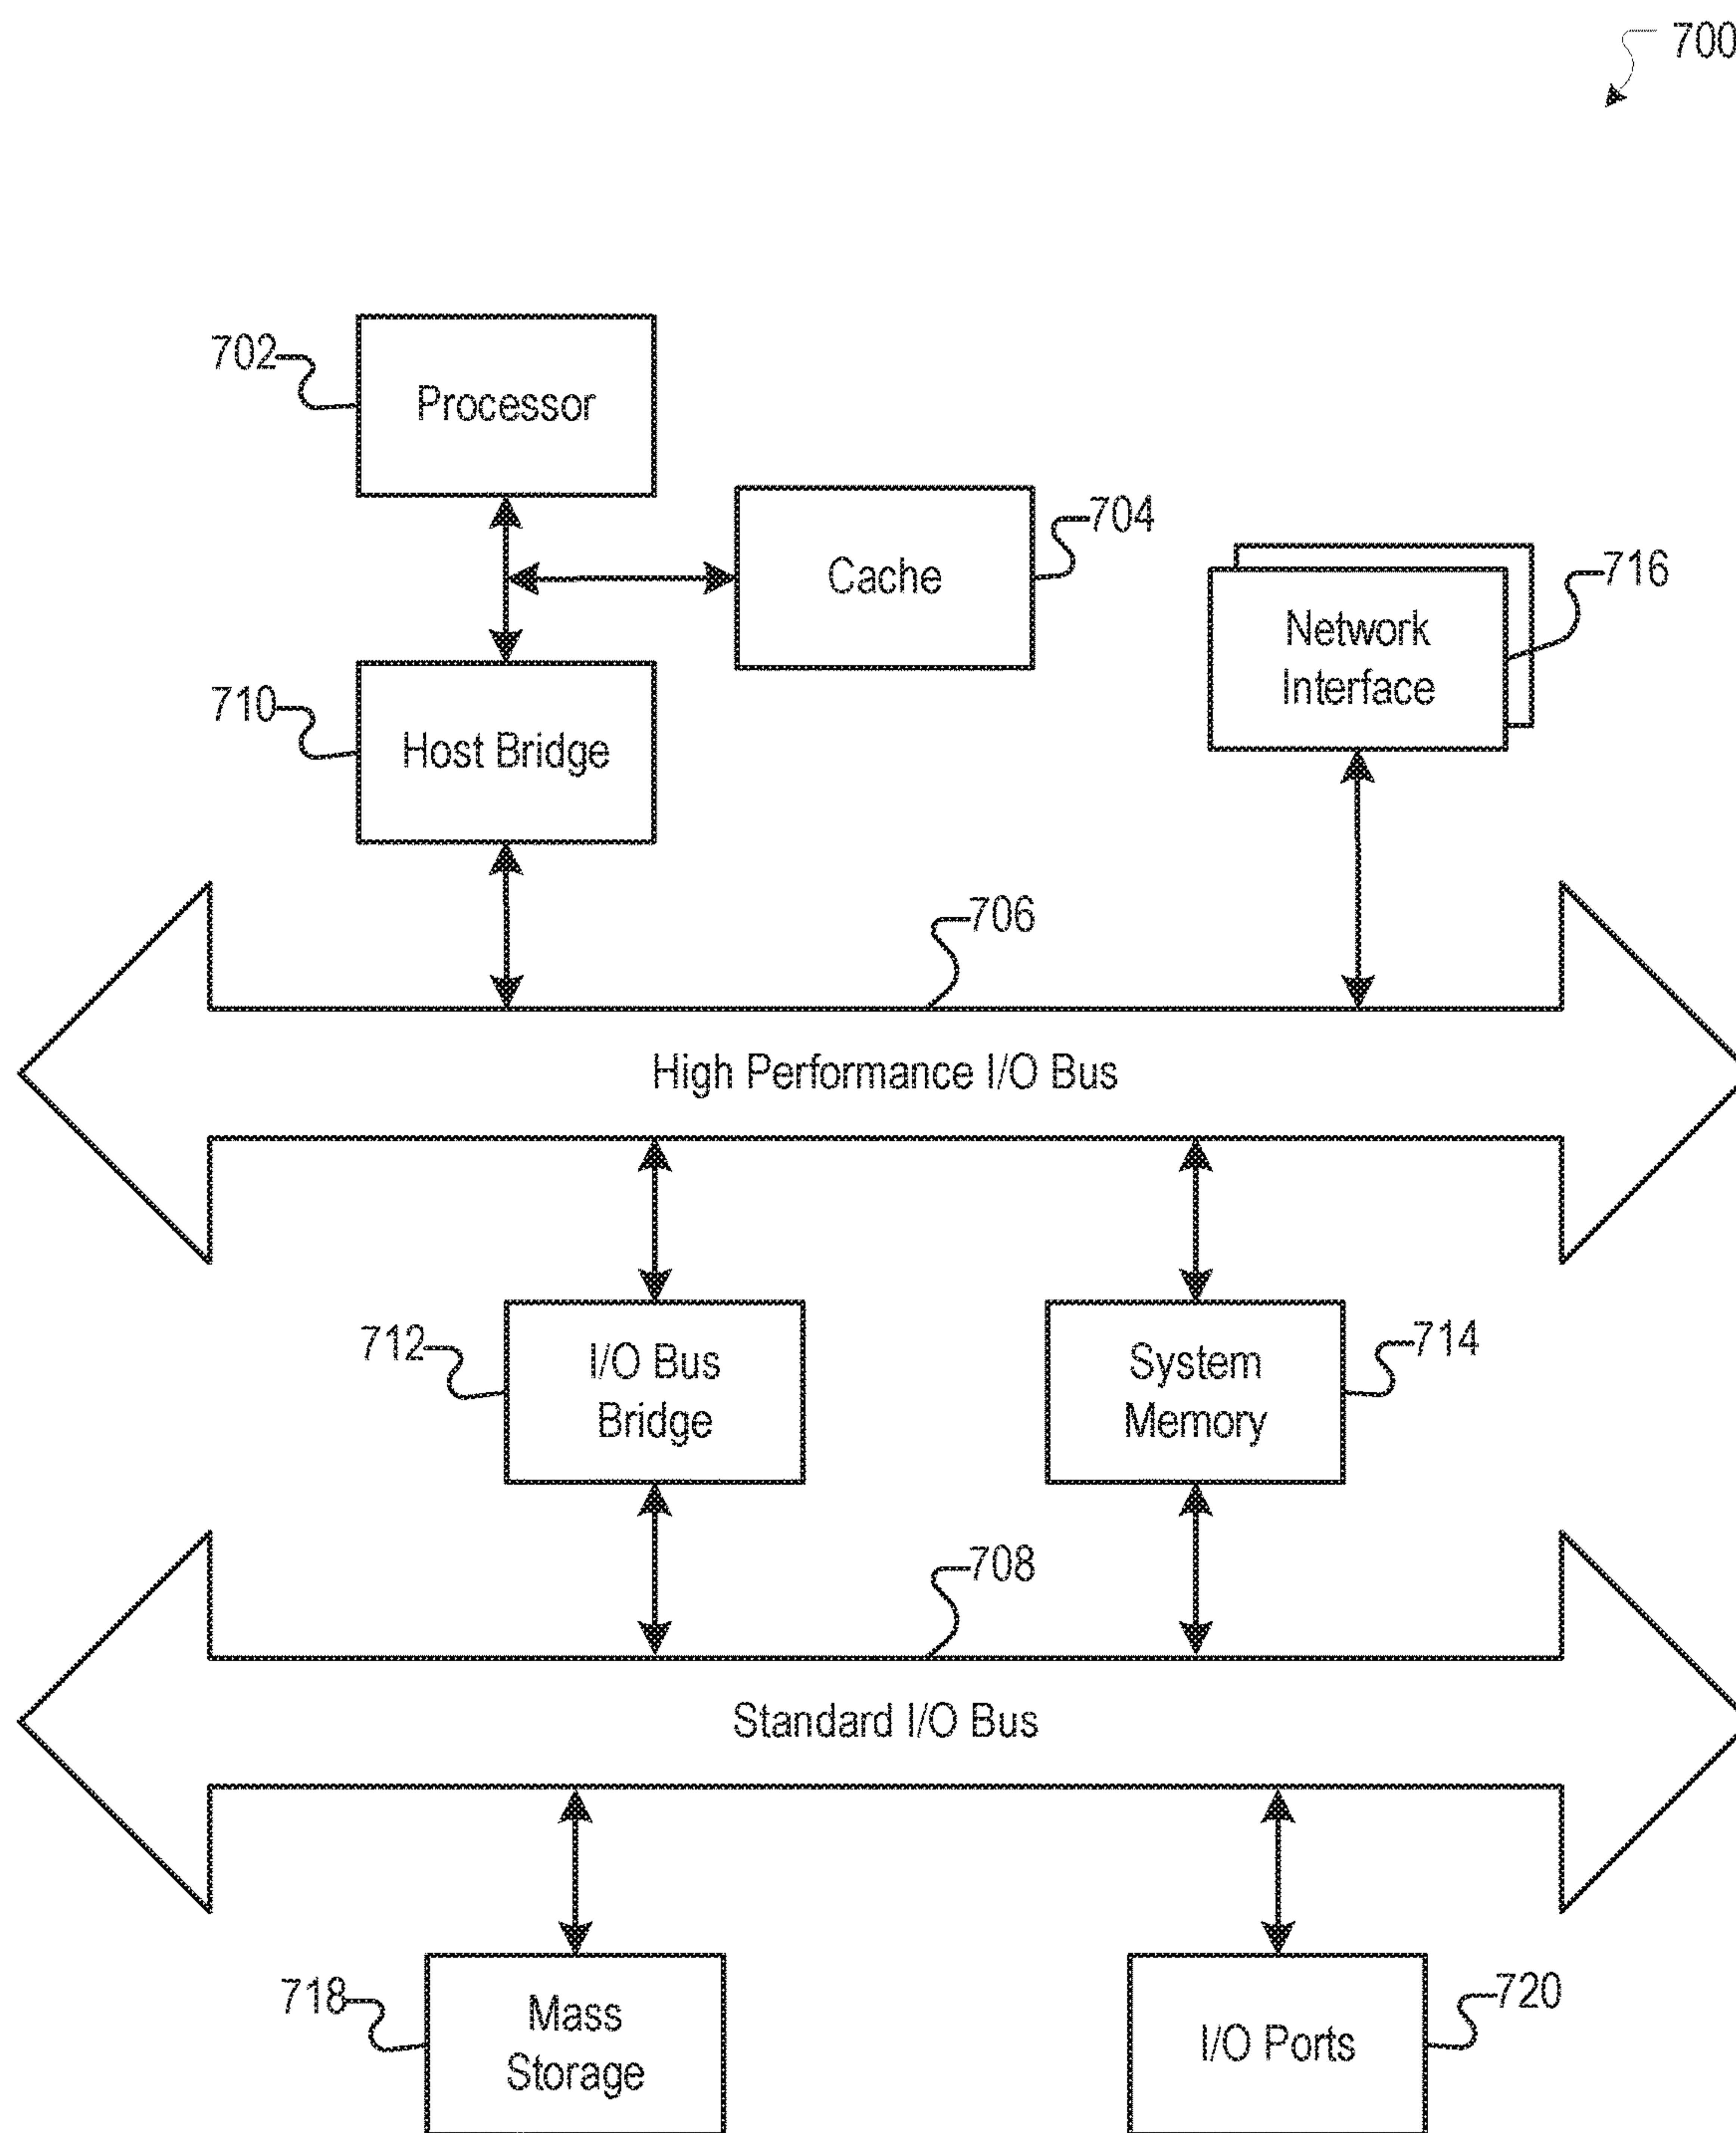 700
702
Processor
704
Cache
716
Network
Interface
710
Host Bridge
706
High Performance I/O Bus
712
I/O Bus
Bridge
714
System
Memory
708
Standard I/O Bus
718
Mass
Storage
720
I/O Ports